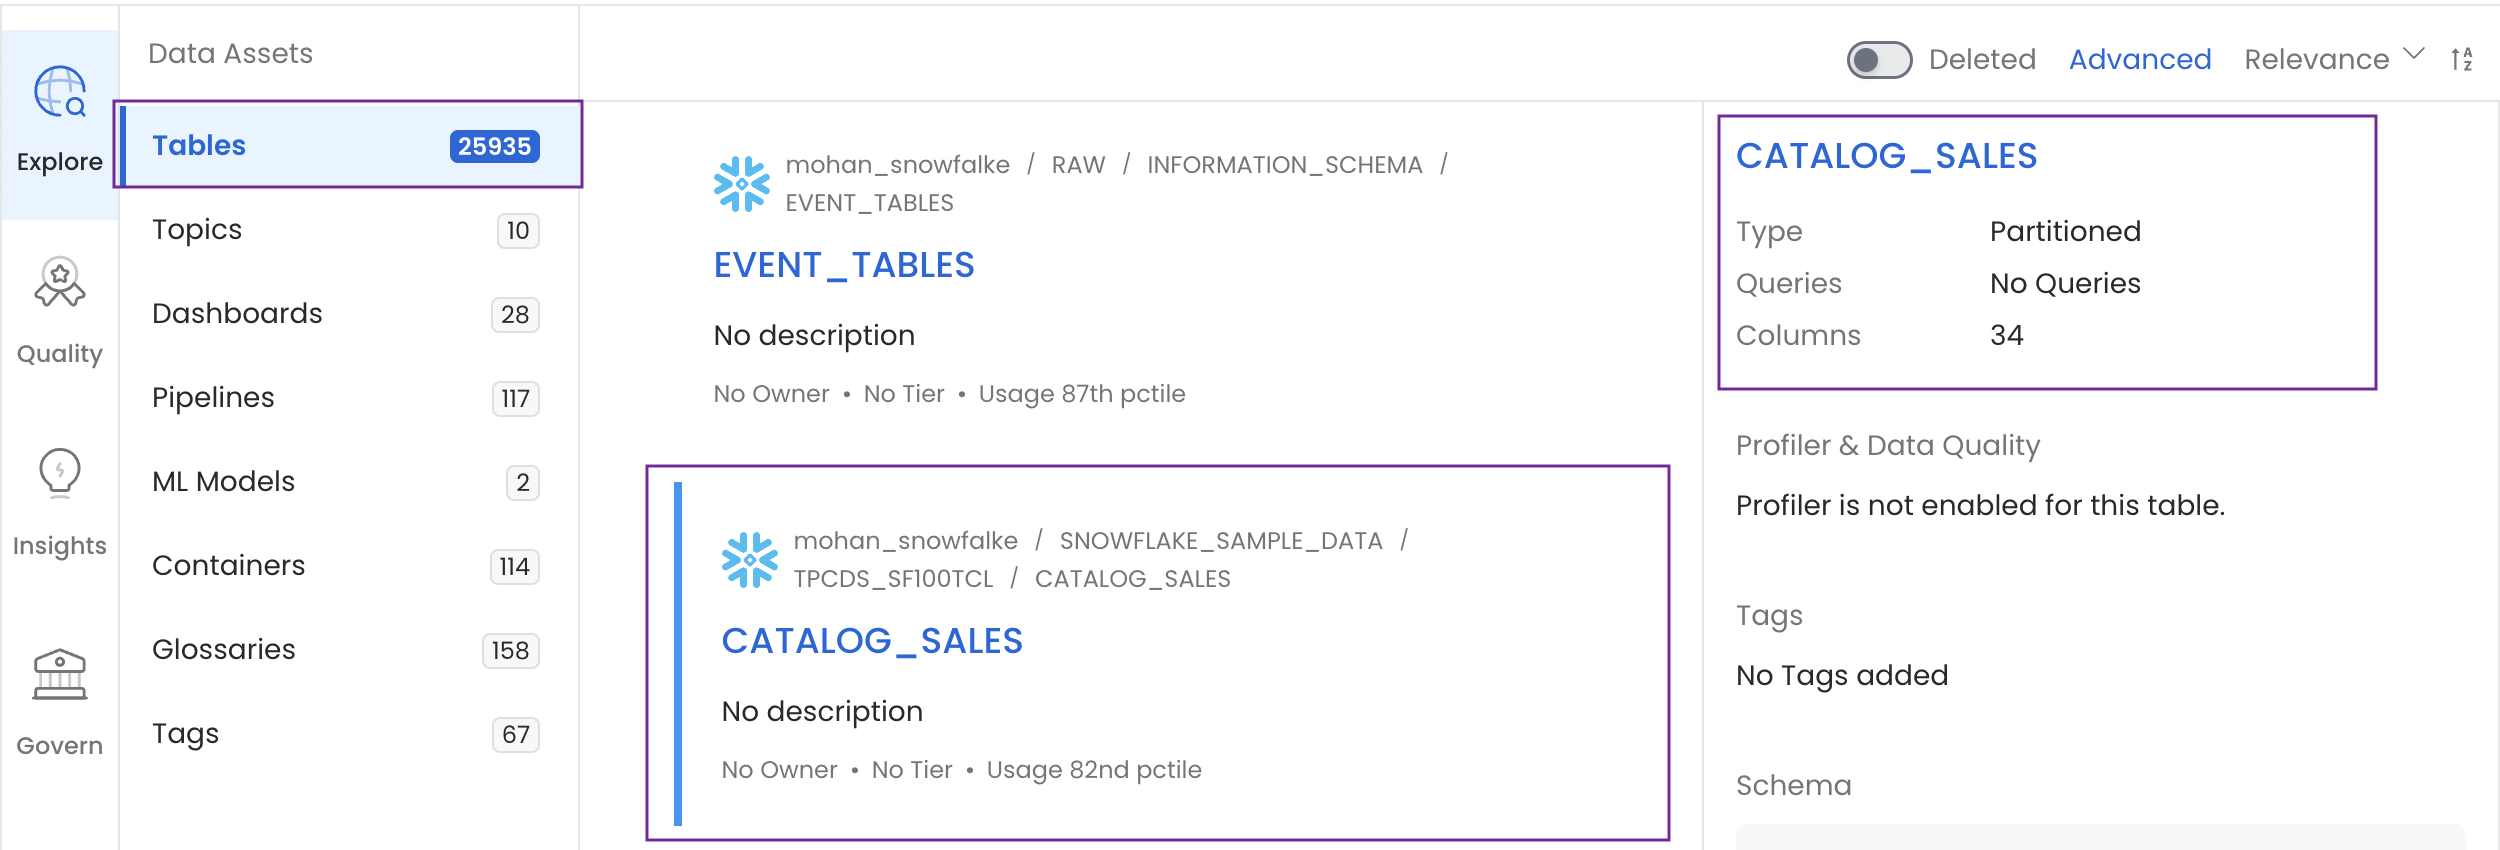 Explore
Quality
Insights
Govern
Data Assets
Tables 25935
Topics 10
Dashboards 28
Pipelines 117
ML Models 2
Containers 114
Glossaries 158
Tags 67
Deleted Advanced Relevance AZ
mohan_snowfalke / RAW / INFORMATION_SCHEMA /
EVENT_TABLES
EVENT_TABLES
No description
No Owner • No Tier • Usage 87th pctile
mohan_snowfalke / SNOWFLAKE_SAMPLE_DATA /
TPCDS_SF100TCL / CATALOG_SALES
CATALOG_SALES
No description
No Owner • No Tier • Usage 82nd pctile
CATALOG_SALES
Type Partitioned
Queries No Queries
Columns 34
Profiler & Data Quality
Profiler is not enabled for this table.
Tags
No Tags added
Schema